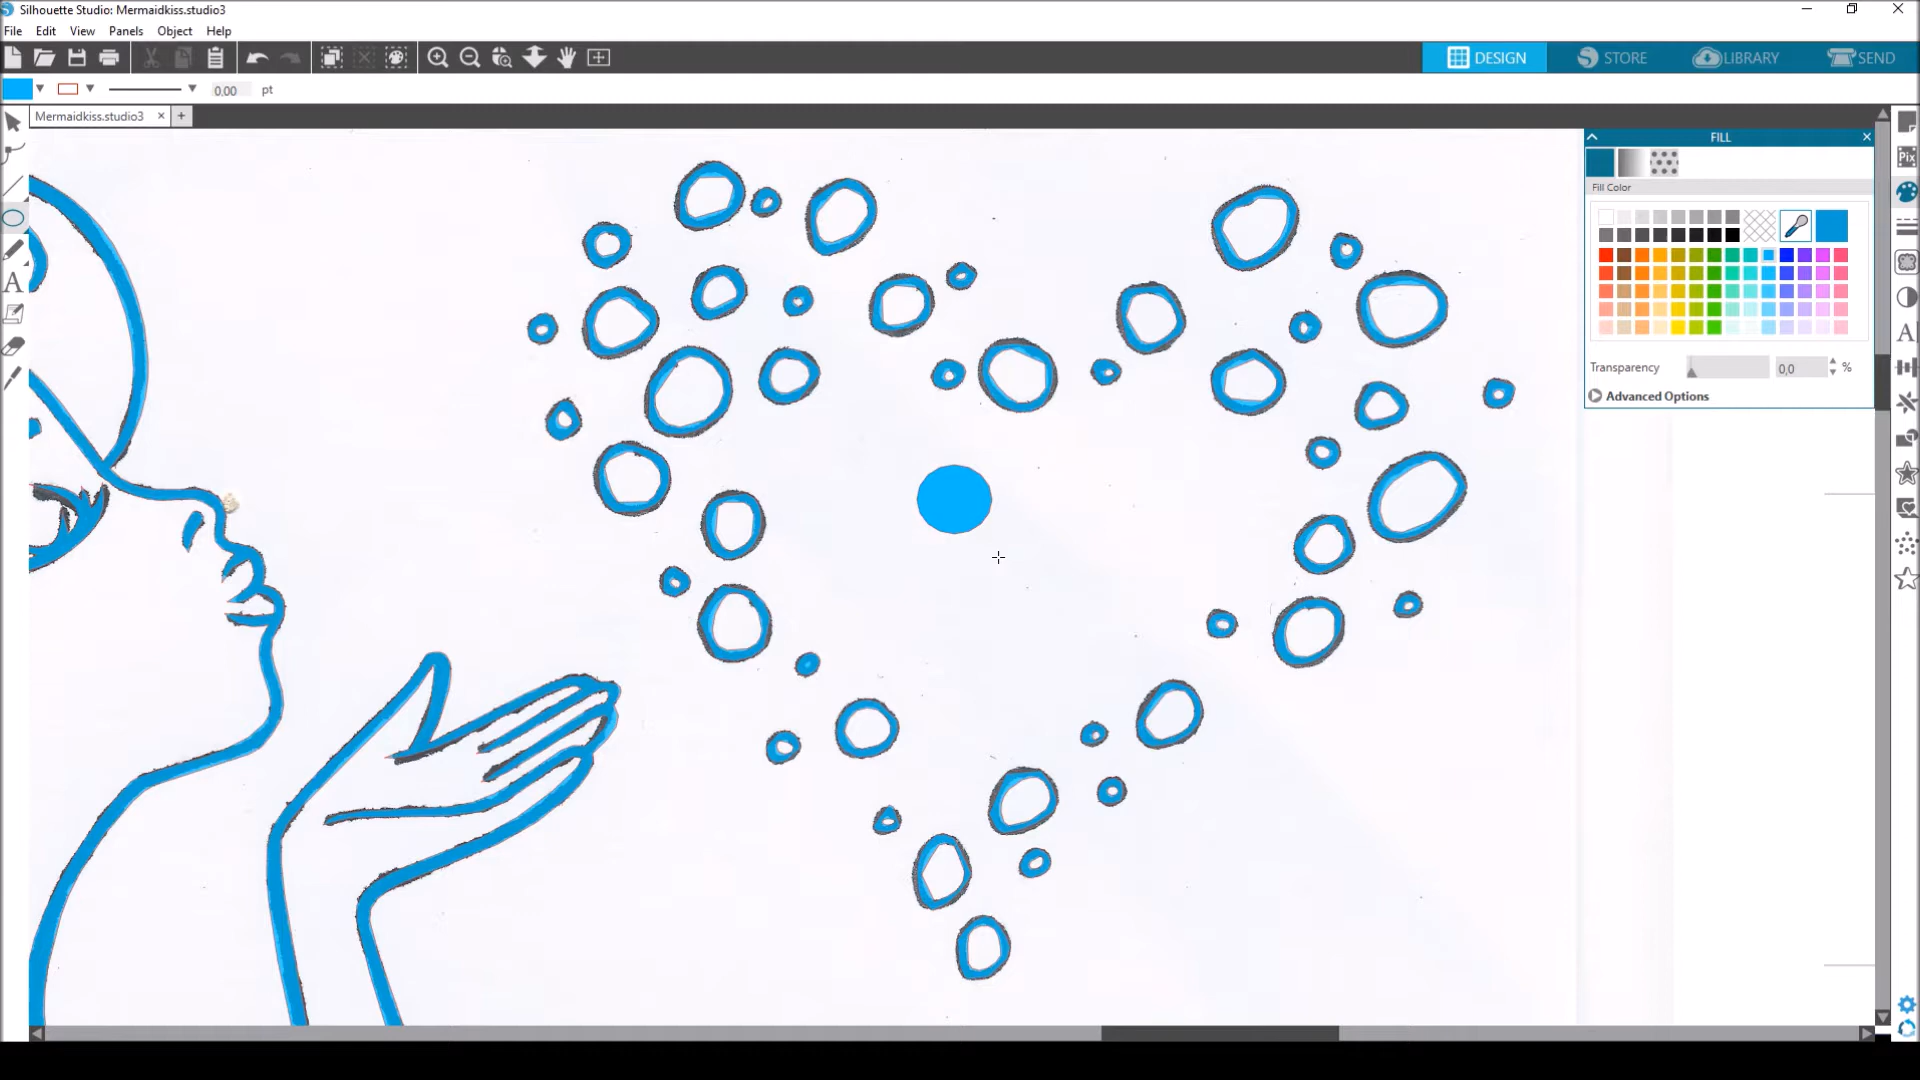 Silhouette Studio: Mermaidkiss.studio3
File Edit View Panels Object Help
DESIGN STORE LIBRARY SEND
0,00 pt
Mermaidkiss.studio3
FILL
Pix
Fill Color
A
A
Transparency 0,0 %
Advanced Options